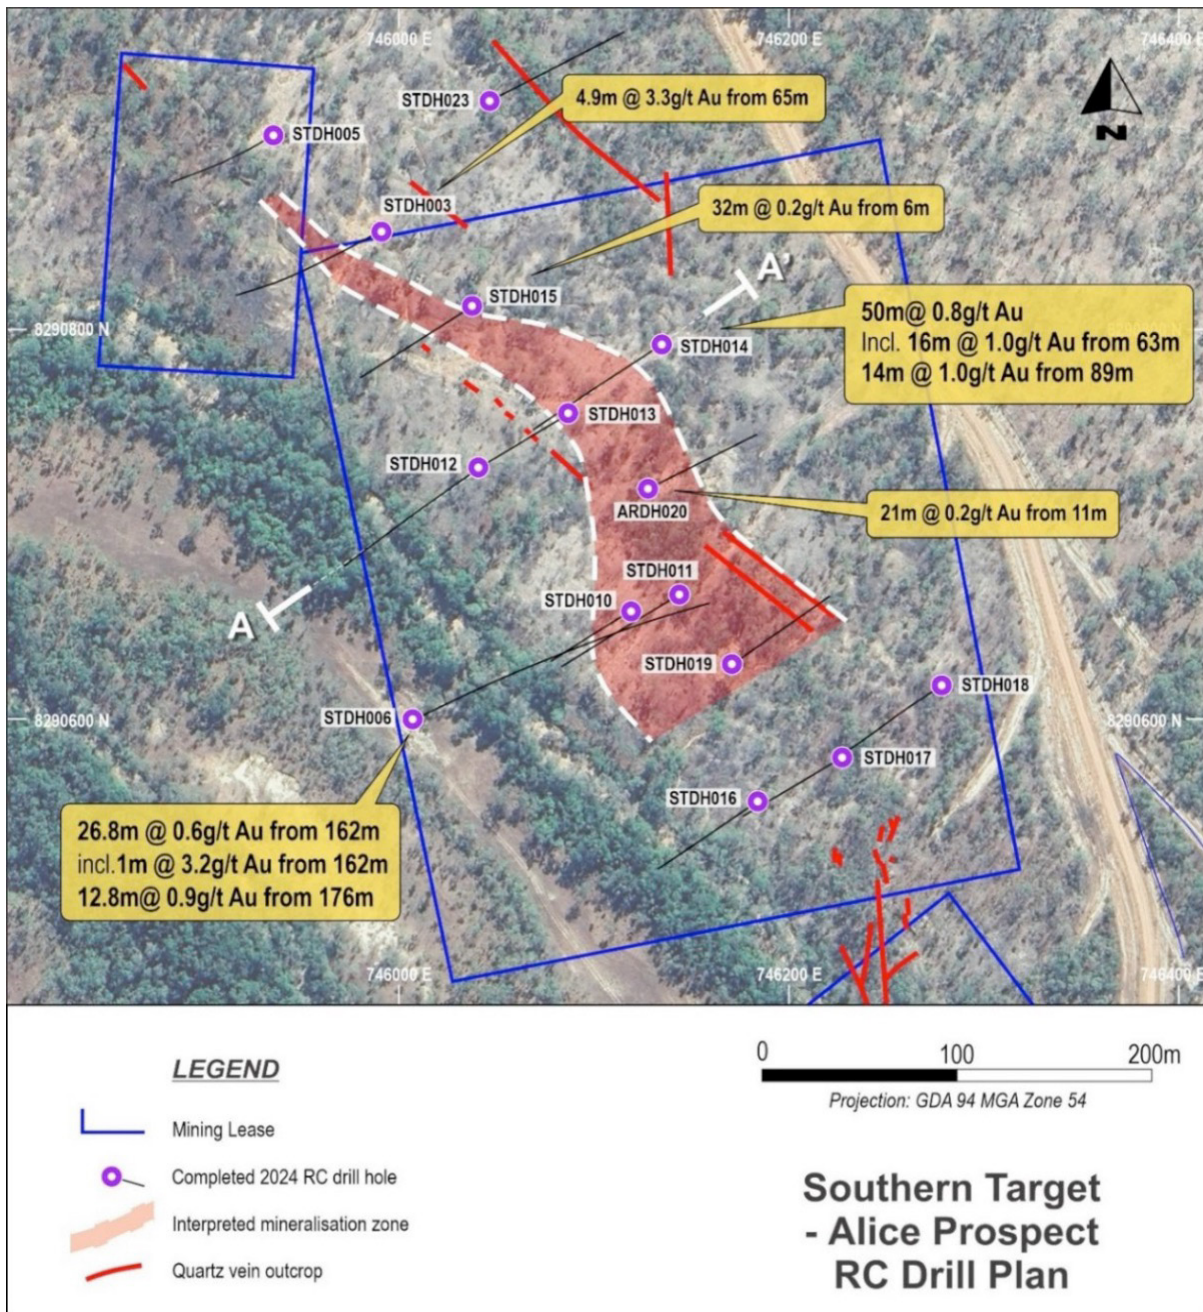 746000 E
746200 E
746400 E
STDH023
4.9m @ 3.3g/t Au from 65m
N
STDH005
STDH003
32m @ 0.2g/t Au from 6m
A'
STDH015
8290800 N
STDH014
50m@ 0.8g/t Au
Incl. 16m @ 1.0g/t Au from 63m
14m @ 1.0g/t Au from 89m
STDH013
STDH012
ARDH020
21m @ 0.2g/t Au from 11m
STDH011
STDH010
A
STDH019
STDH018
STDH006
8290600 N
8290600 N
STDH017
STDH016
26.8m @ 0.6g/t Au from 162m
incl.1m @ 3.2g/t Au from 162m
12.8m@ 0.9g/t Au from 176m
746000 E
746200 E
746400 E
LEGEND
Mining Lease
Completed 2024 RC drill hole
Interpreted mineralisation zone
Quartz vein outcrop
0 100 200m
Projection: GDA 94 MGA Zone 54
Southern Target
- Alice Prospect
RC Drill Plan